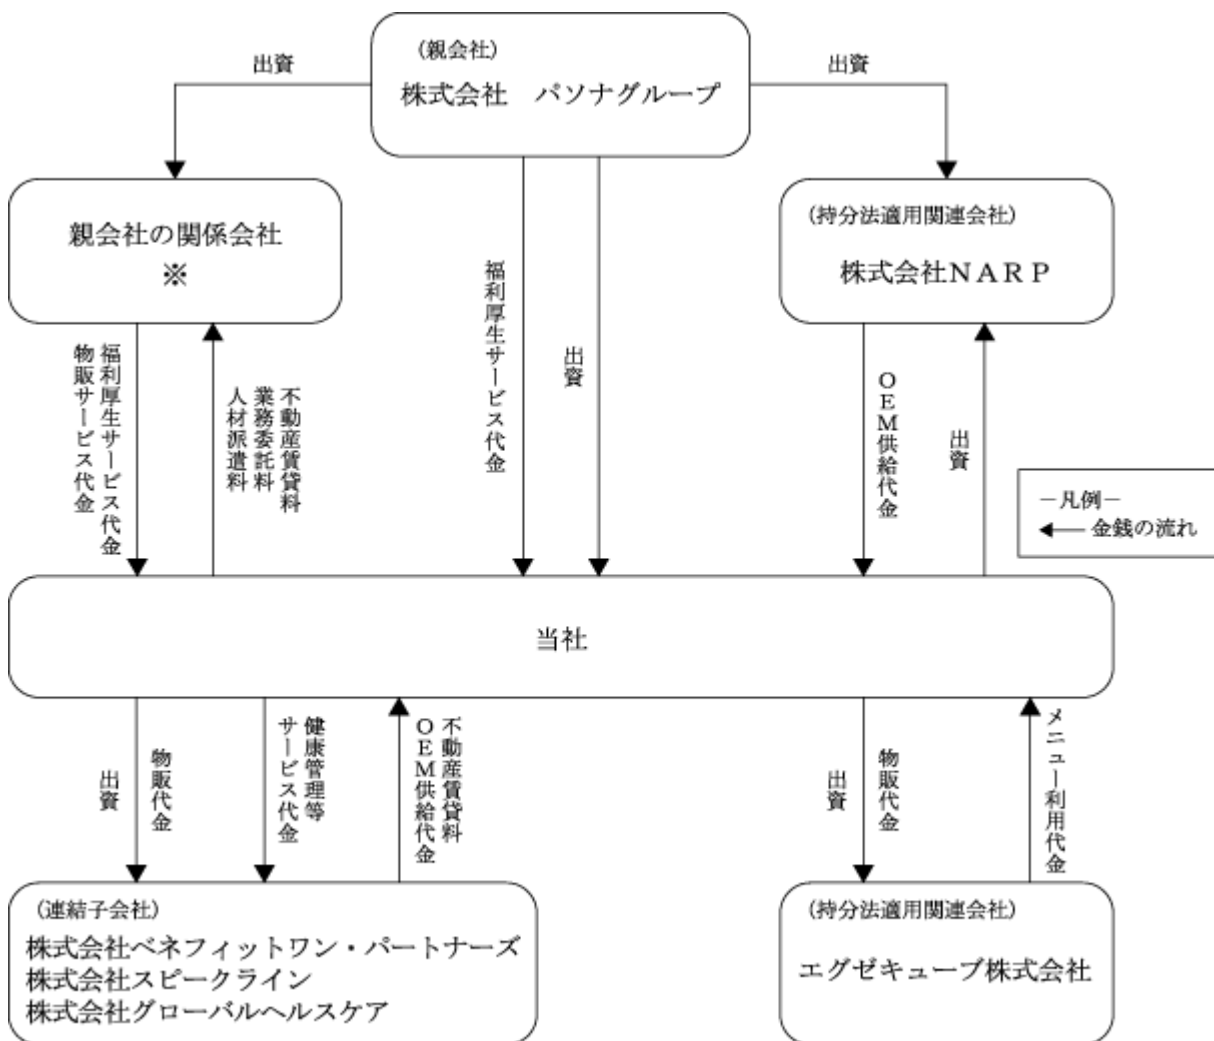 (親会社)
株式会社　パソナグループ
出資
出資
親会社の関係会社
※
(持分法適用関連会社)
株式会社ＮＡＲＰ
福利厚生サービス代金
物販サービス代金
不動産賃貸料
業務委託料
人材派遣料
福利厚生サービス代金
出資
ＯＥＭ供給代金
出資
－凡例－
金銭の流れ
当社
出資
物販代金
健康管理等
サービス代金
不動産賃貸料
ＯＥＭ供給代金
出資
物販代金
メニュー利用代金
(連結子会社)
株式会社ベネフィットワン・パートナーズ
株式会社スピークライン
株式会社グローバルヘルスケア
(持分法適用関連会社)
エグゼキューブ株式会社